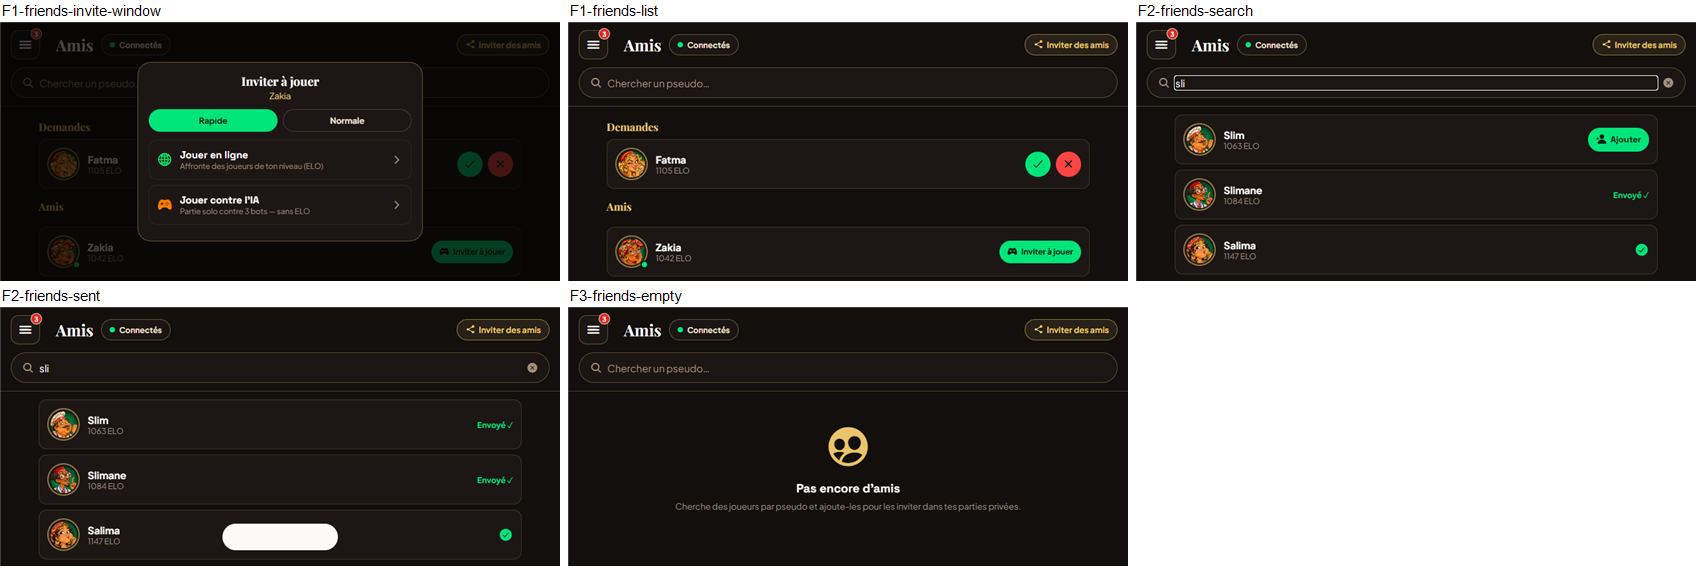 F1-friends-invite-window
3
Amis
Connectés
Inviter des amis
Chercher un pseudo...
Inviter à jouer
Zakia
Rapide
Normale
Jouer en ligne
Affronte des joueurs de ton niveau (ELO)
Jouer contre l'IA
Partie solo contre 3 bots — sans ELO
Demandes
Fatma
1105 ELO
Amis
Zakia
1042 ELO
Inviter à jouer
F1-friends-list
3
Amis
Connectés
Inviter des amis
Chercher un pseudo...
Demandes
Fatma
1105 ELO
Amis
Zakia
1042 ELO
Inviter à jouer
F2-friends-search
3
Amis
Connectés
Inviter des amis
sli
Slim
1063 ELO
Ajouter
Slimane
1084 ELO
Envoyé ✓
Salima
1147 ELO
F2-friends-sent
3
Amis
Connectés
Inviter des amis
sli
Slim
1063 ELO
Envoyé ✓
Slimane
1084 ELO
Envoyé ✓
Salima
1147 ELO
F3-friends-empty
3
Amis
Connectés
Inviter des amis
Chercher un pseudo...
Pas encore d'amis
Cherche des joueurs par pseudo et ajoute-les pour les inviter dans tes parties privées.